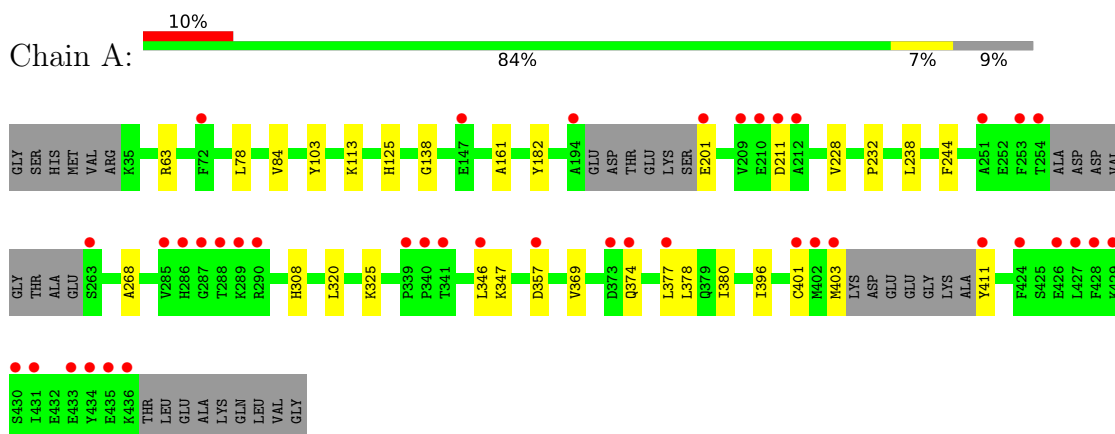 10%
Chain A:
84% 7% 9%
GLY SER HIS MET VAL ARG K35 R63 F72 L78 V84 Y103 K113 H125 G138 E147 A161 Y182 A194 GLU ASP THR GLU LYS SER E201 V209 E210 D211 A212 V228 P232 L238 F244 A251 E252 F253 T254 ALA ASP ASP VAL
GLY THR ALA GLU S263 A268 V285 H286 G287 T288 K289 R290 H308 L320 K325 P339 P340 T341 L346 K347 D357 V369 D373 Q374 L377 L378 Q379 I380 I396 C401 M402 M403 LYS ASP GLU GLU GLY LYS ALA Y411 F424 S425 E426 L427 F428 K429
S430 I431 E432 E433 Y434 E435 K436 THR LEU GLU ALA LYS GLN LEU VAL GLY